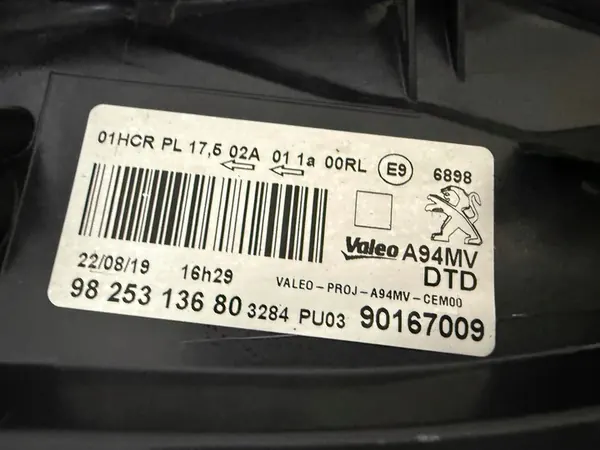 01HCR PL 17,5 02A 01 1a 00RL E9 6898
Valeo A94MV
DTD
22/08/19 16h29 VALEO-PROJ-A94MV-CEM00
98 253 136 80 3284 PU03 90167009